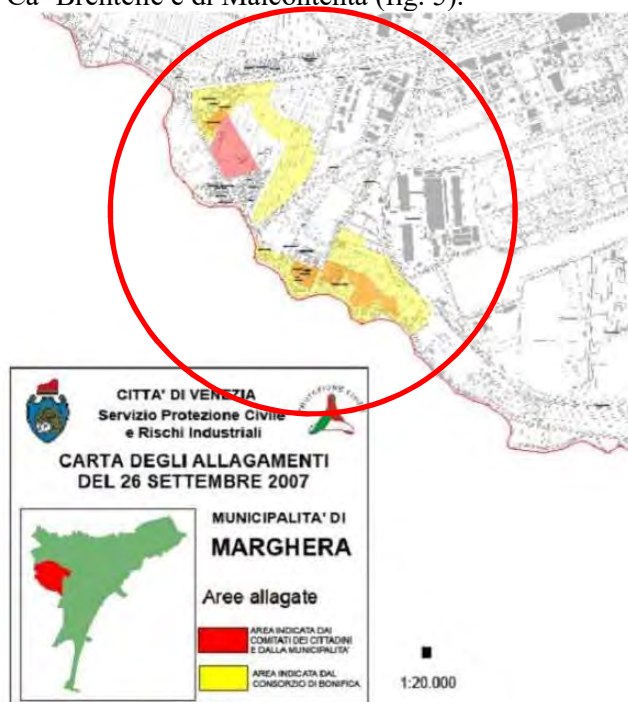 Ca' Brentelle e di Malcontenta (fig. 5).
CITTA' DI VENEZIA
Servizio Protezione Civile
e Rischi Industriali
CARTA DEGLI ALLAGAMENTI
DEL 26 SETTEMBRE 2007
MUNICIPALITA' DI
MARGHERA
Aree allagate
AREA INDICATA DAI
COMITATI DEI CITTADINI
E DALLA MUNICIPALITA'
AREA INDICATA DAL
CONSORZIO DI BONIFICA
1:20.000